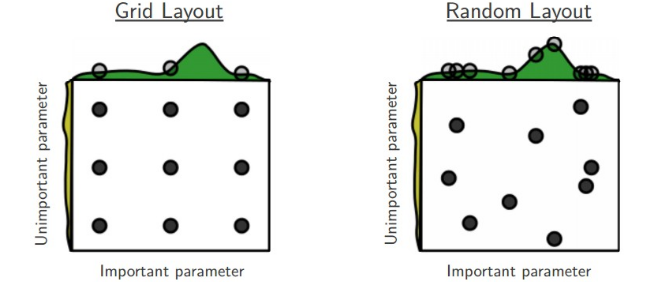 Grid Layout
Unimportant parameter
Important parameter
Random Layout
Unimportant parameter
Important parameter